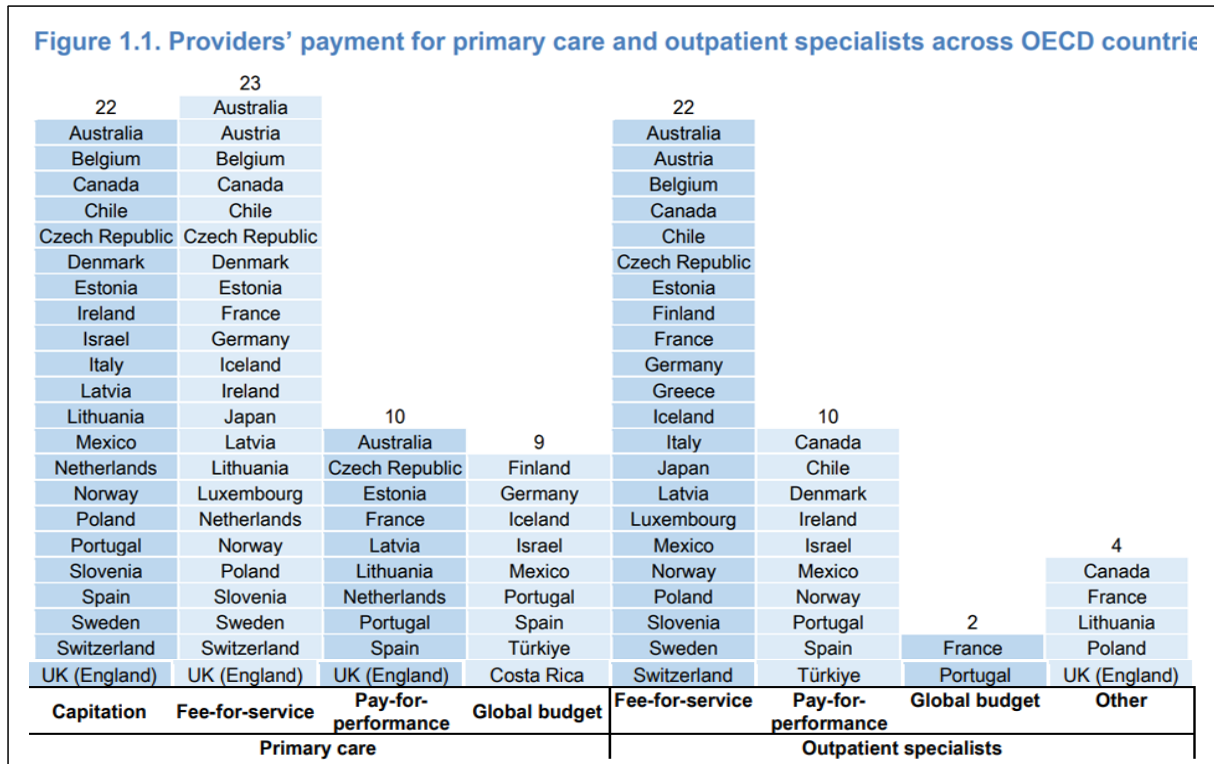 Figure 1.1. Providers' payment for primary care and outpatient specialists across OECD countrie
22
Australia
Belgium
Canada
Chile
Czech Republic
Denmark
Estonia
Ireland
Israel
Italy
Latvia
Lithuania
Mexico
Netherlands
Norway
Poland
Portugal
Slovenia
Spain
Sweden
Switzerland
UK (England)
Capitation
23
Australia
Austria
Belgium
Canada
Chile
Czech Republic
Denmark
Estonia
France
Germany
Iceland
Ireland
Japan
Latvia
Lithuania
Luxembourg
Netherlands
Norway
Poland
Slovenia
Sweden
Switzerland
UK (England)
Fee-for-service
10
Australia
Czech Republic
Estonia
France
Latvia
Lithuania
Netherlands
Portugal
Spain
UK (England)
Pay-for-
performance
9
Finland
Germany
Iceland
Israel
Mexico
Portugal
Spain
Türkiye
Costa Rica
Global budget
Primary care
22
Australia
Austria
Belgium
Canada
Chile
Czech Republic
Estonia
Finland
France
Germany
Greece
Iceland
Italy
Japan
Latvia
Luxembourg
Mexico
Norway
Poland
Slovenia
Sweden
Switzerland
Fee-for-service
10
Canada
Chile
Denmark
Ireland
Israel
Mexico
Norway
Portugal
Spain
Türkiye
Pay-for-
performance
2
France
Portugal
Global budget
4
Canada
France
Lithuania
Poland
UK (England)
Other
Outpatient specialists